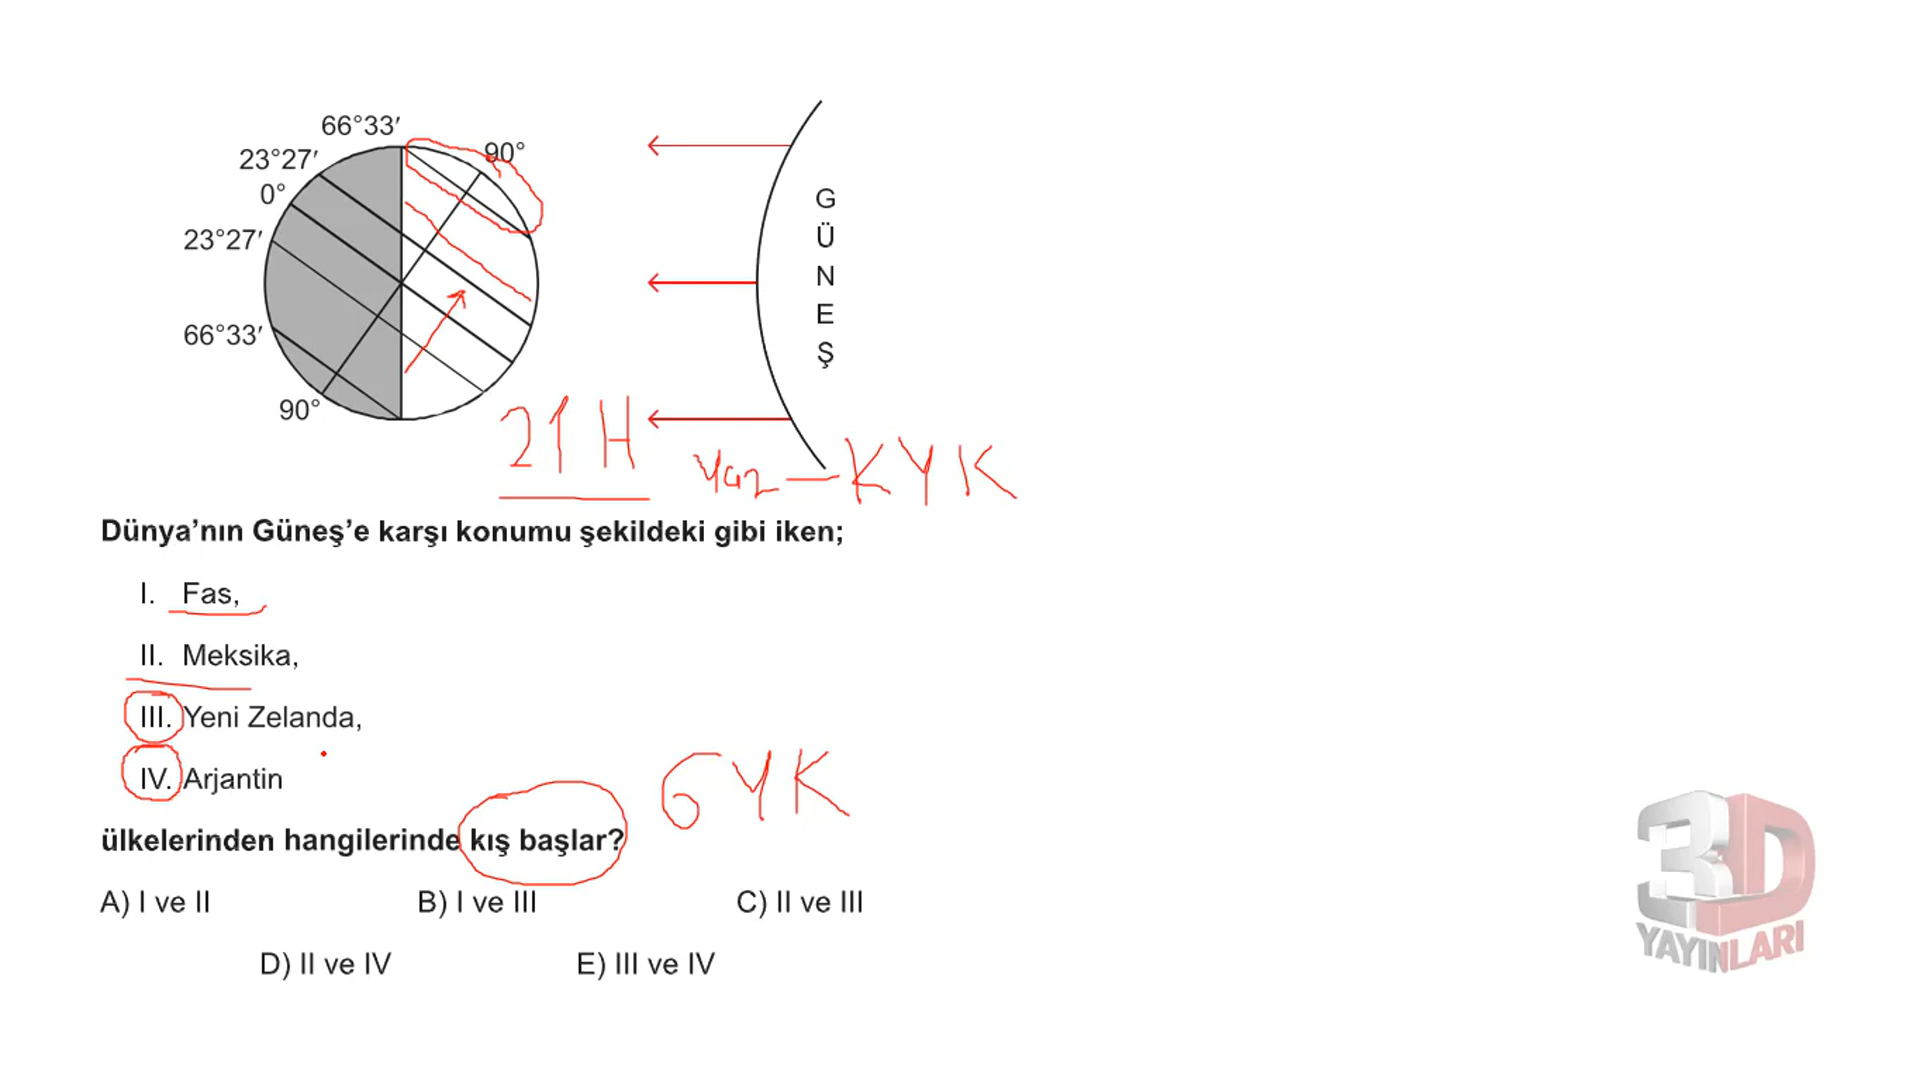 66°33′
90°
23°27′
0°
23°27′
66°33′
90°
G
Ü
N
E
Ş
21 H
Yaz — KYK
Dünya’nın Güneş’e karşı konumu şekildeki gibi iken;
I. Fas,
II. Meksika,
III. Yeni Zelanda,
IV. Arjantin
GYK
ülkelerinden hangilerinde kış başlar?
A) I ve II B) I ve III C) II ve III
D) II ve IV E) III ve IV
3D
YAYINLARI